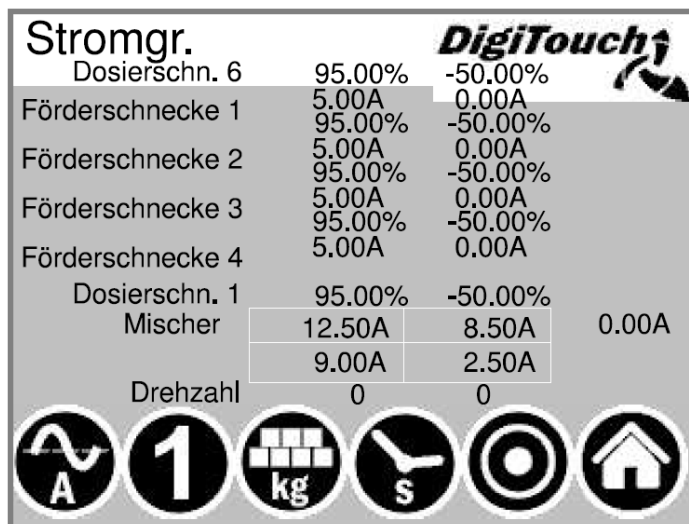 Stromgr.
DigiTouch
Dosierschn. 6 95.00% -50.00%
5.00A 0.00A
Förderschnecke 1
95.00% -50.00%
5.00A 0.00A
Förderschnecke 2
95.00% -50.00%
5.00A 0.00A
Förderschnecke 3
95.00% -50.00%
5.00A 0.00A
Förderschnecke 4
Dosierschn. 1 95.00% -50.00%
Mischer 12.50A 8.50A 0.00A
9.00A 2.50A
Drehzahl 0 0
A 1 kg s